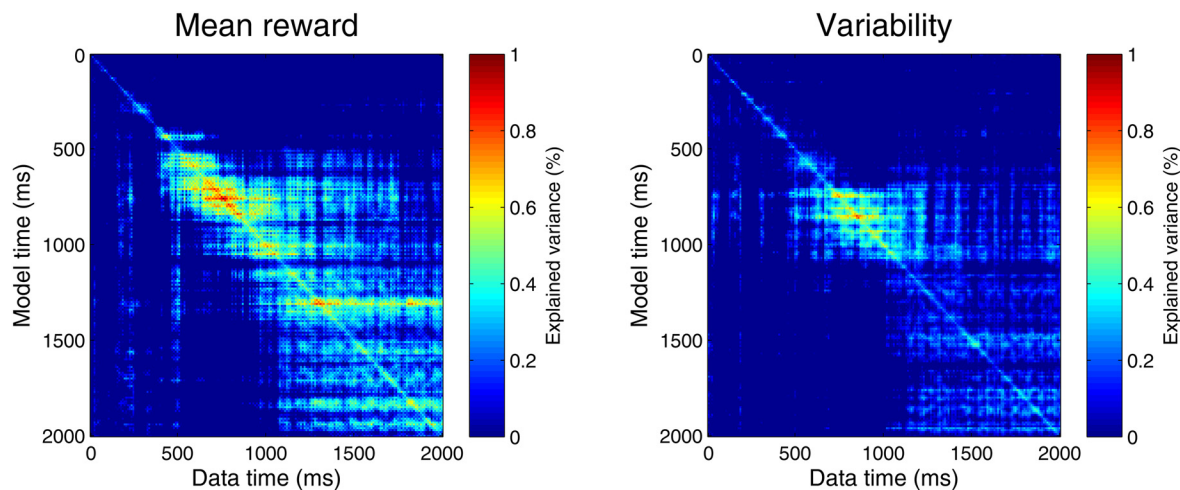 Mean reward
0
500
1000
1500
2000
Model time (ms)
0 500 1000 1500 2000
Data time (ms)
1
0.8
0.6
0.4
0.2
0
Explained variance (%)
Variability
0
500
1000
1500
2000
Model time (ms)
0 500 1000 1500 2000
Data time (ms)
1
0.8
0.6
0.4
0.2
0
Explained variance (%)